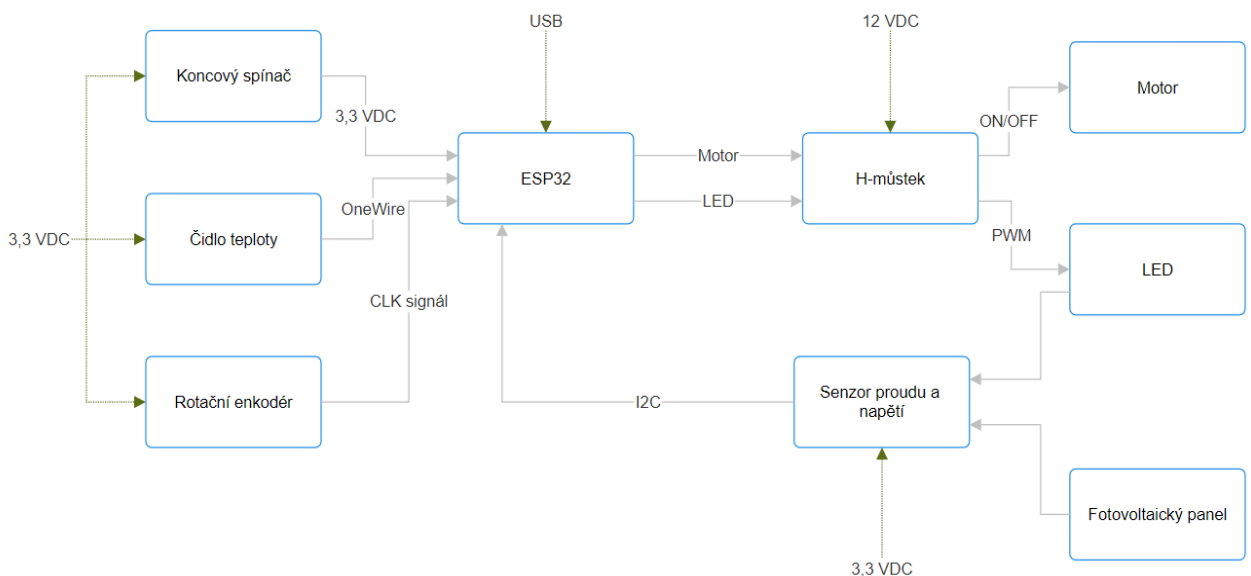 USB
12 VDC
Koncový spínač
3,3 VDC
Motor
ON/OFF
ESP32
Motor
LED
H-můstek
OneWire
3,3 VDC
Čidlo teploty
PWM
LED
CLK signál
Rotační enkodér
I2C
Senzor proudu a
napětí
Fotovoltaický panel
3,3 VDC